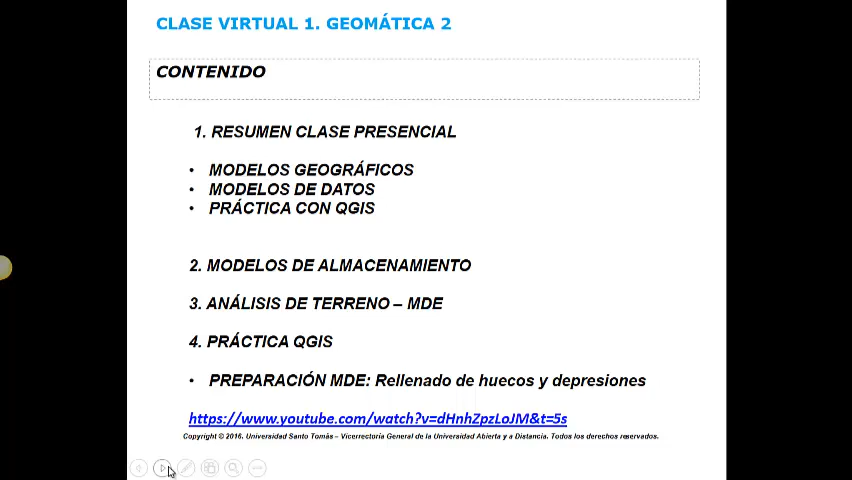 CLASE VIRTUAL 1. GEOMÁTICA 2
CONTENIDO
1. RESUMEN CLASE PRESENCIAL
• MODELOS GEOGRÁFICOS
• MODELOS DE DATOS
• PRÁCTICA CON QGIS
2. MODELOS DE ALMACENAMIENTO
3. ANÁLISIS DE TERRENO – MDE
4. PRÁCTICA QGIS
• PREPARACIÓN MDE: Rellenado de huecos y depresiones
https://www.youtube.com/watch?v=dHnhZpzLoJM&t=5s
Copyright © 2016. Universidad Santo Tomás – Vicerrectoría General de la Universidad Abierta y a Distancia. Todos los derechos reservados.